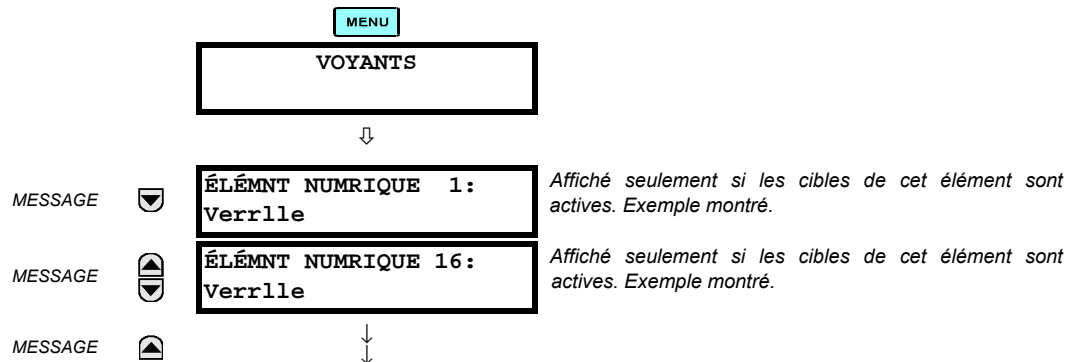 MENU
VOYANTS
MESSAGE
ÉLÉMNT NUMRIQUE 1:
Verrlle
Affiché seulement si les cibles de cet élément sont
actives. Exemple montré.
MESSAGE
ÉLÉMNT NUMRIQUE 16:
Verrlle
Affiché seulement si les cibles de cet élément sont
actives. Exemple montré.
MESSAGE